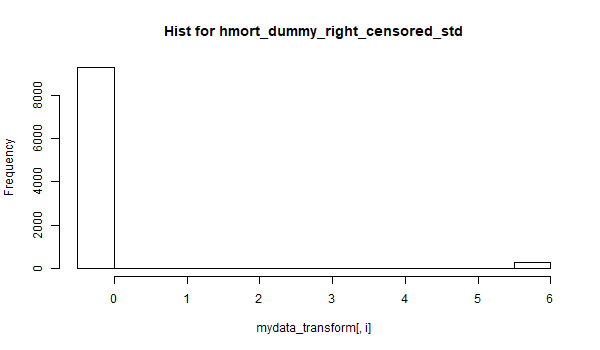 Hist for hmort_dummy_right_censored_std
Frequency
8000
6000
4000
2000
0
0 1 2 3 4 5 6
mydata_transform[, i]